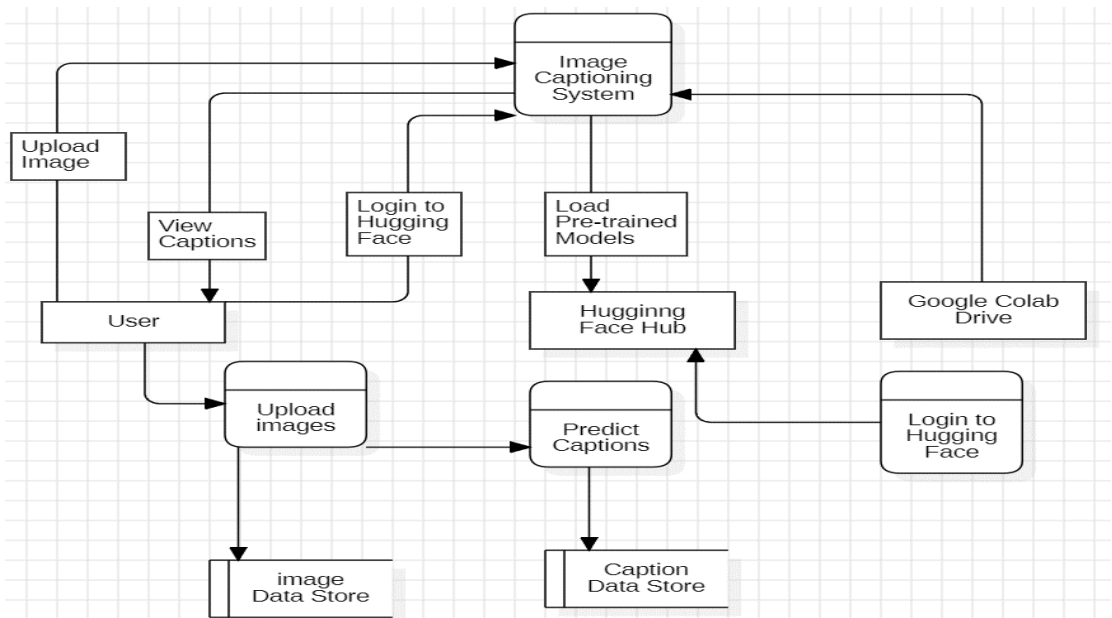 Image
Captioning
System
Upload
Image
View
Captions
Login to
Hugging
Face
Load
Pre-trained
Models
User
Hugginng
Face Hub
Google Colab
Drive
Upload
images
Predict
Captions
Login to
Hugging
Face
image
Data Store
Caption
Data Store